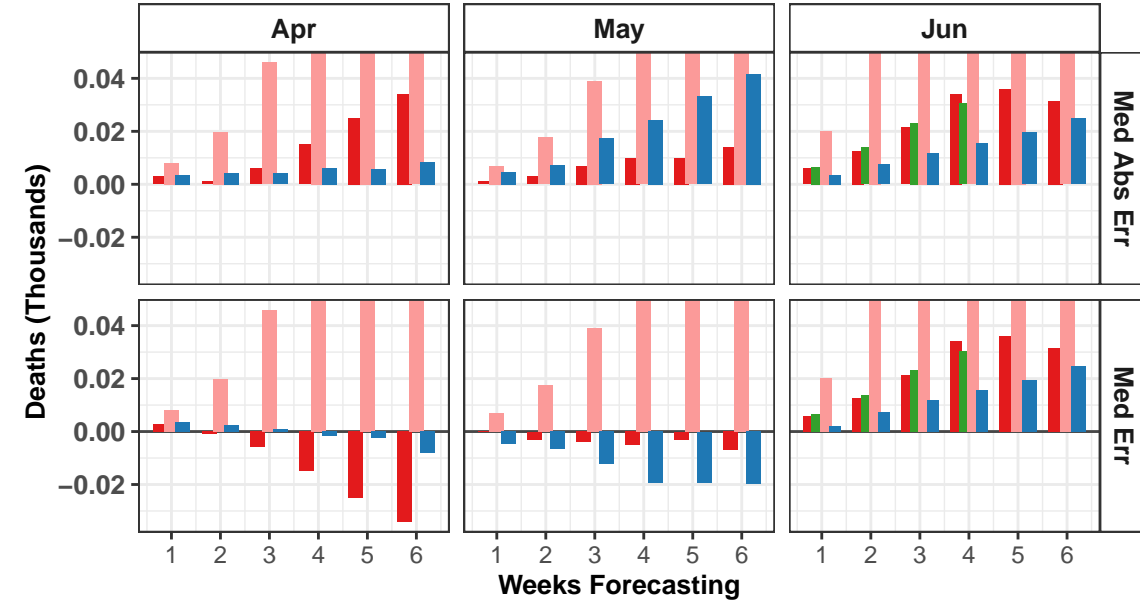 Apr May Jun
0.04
0.02
0.00
−0.02
Med Abs Err
0.04
0.02
0.00
−0.02
Med Err
Deaths (Thousands)
1 2 3 4 5 6 1 2 3 4 5 6 1 2 3 4 5 6
Weeks Forecasting